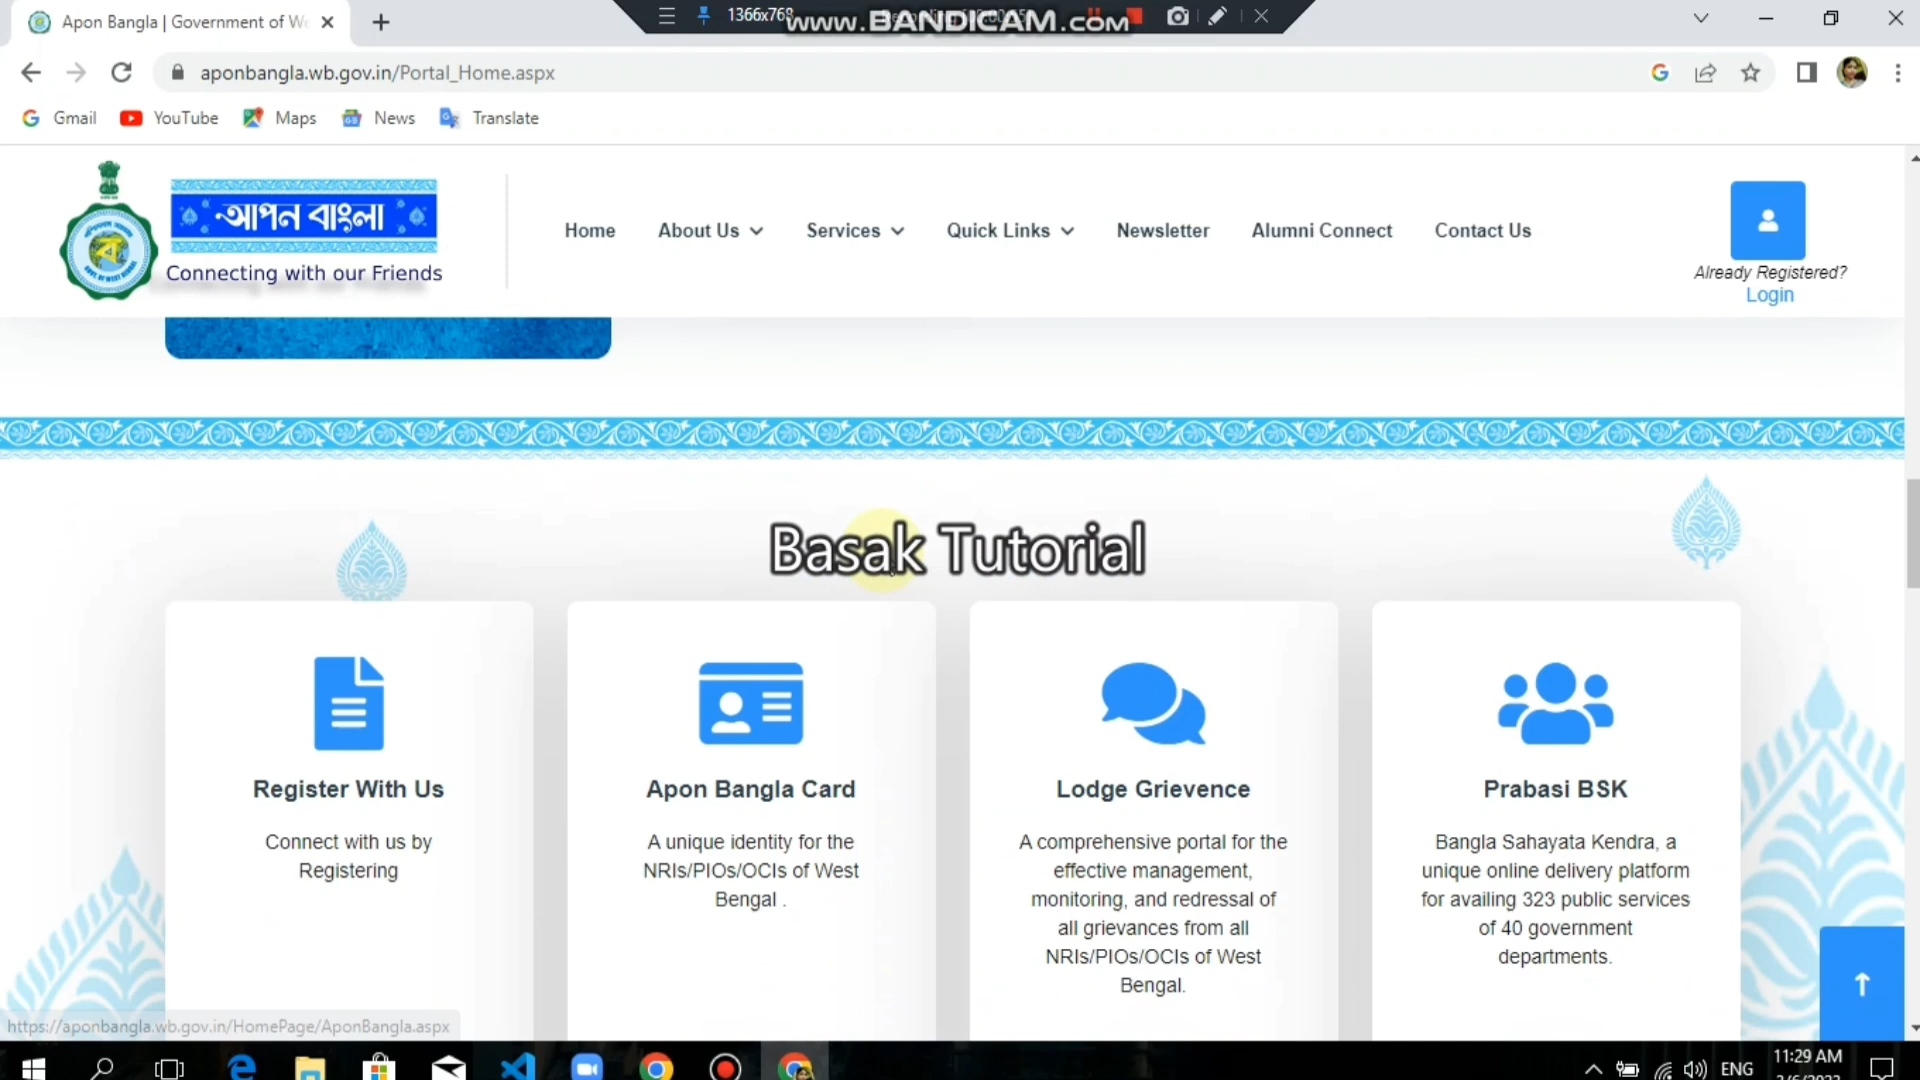 Apon Bangla | Government of We
1366x768
www.BANDICAM.com
aponbangla.wb.gov.in/Portal_Home.aspx
Gmail
YouTube
Maps
News
Translate
আপন বাংলা
Connecting with our Friends
Home
About Us
Services
Quick Links
Newsletter
Alumni Connect
Contact Us
Already Registered?
Login
Basak Tutorial
Register With Us
Connect with us by
Registering
Apon Bangla Card
A unique identity for the
NRIs/PIOs/OCIs of West
Bengal .
Lodge Grievence
A comprehensive portal for the
effective management,
monitoring, and redressal of
all grievances from all
NRIs/PIOs/OCIs of West
Bengal.
Prabasi BSK
Bangla Sahayata Kendra, a
unique online delivery platform
for availing 323 public services
of 40 government
departments.
https://aponbangla.wb.gov.in/HomePage/AponBangla.aspx
ENG
11:29 AM